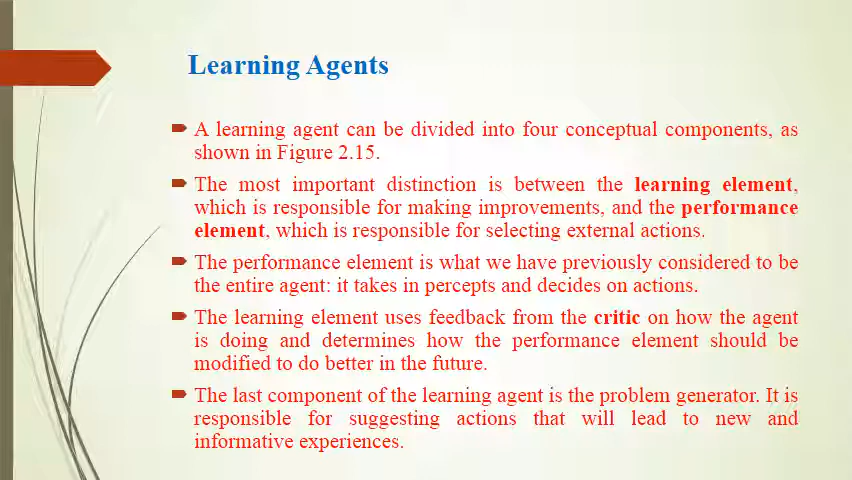 Learning Agents
A learning agent can be divided into four conceptual components, as
shown in Figure 2.15.
The most important distinction is between the learning element,
which is responsible for making improvements, and the performance
element, which is responsible for selecting external actions.
The performance element is what we have previously considered to be
the entire agent: it takes in percepts and decides on actions.
The learning element uses feedback from the critic on how the agent
is doing and determines how the performance element should be
modified to do better in the future.
The last component of the learning agent is the problem generator. It is
responsible for suggesting actions that will lead to new and
informative experiences.